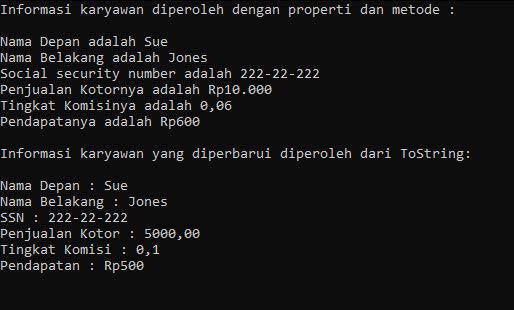 Informasi karyawan diperoleh dengan properti dan metode :
Nama Depan adalah Sue
Nama Belakang adalah Jones
Social security number adalah 222-22-222
Penjualan Kotornya adalah Rp10.000
Tingkat Komisinya adalah 0,06
Pendapatanya adalah Rp600
Informasi karyawan yang diperbarui diperoleh dari ToString:
Nama Depan : Sue
Nama Belakang : Jones
SSN : 222-22-222
Penjualan Kotor : 5000,00
Tingkat Komisi : 0,1
Pendapatan : Rp500